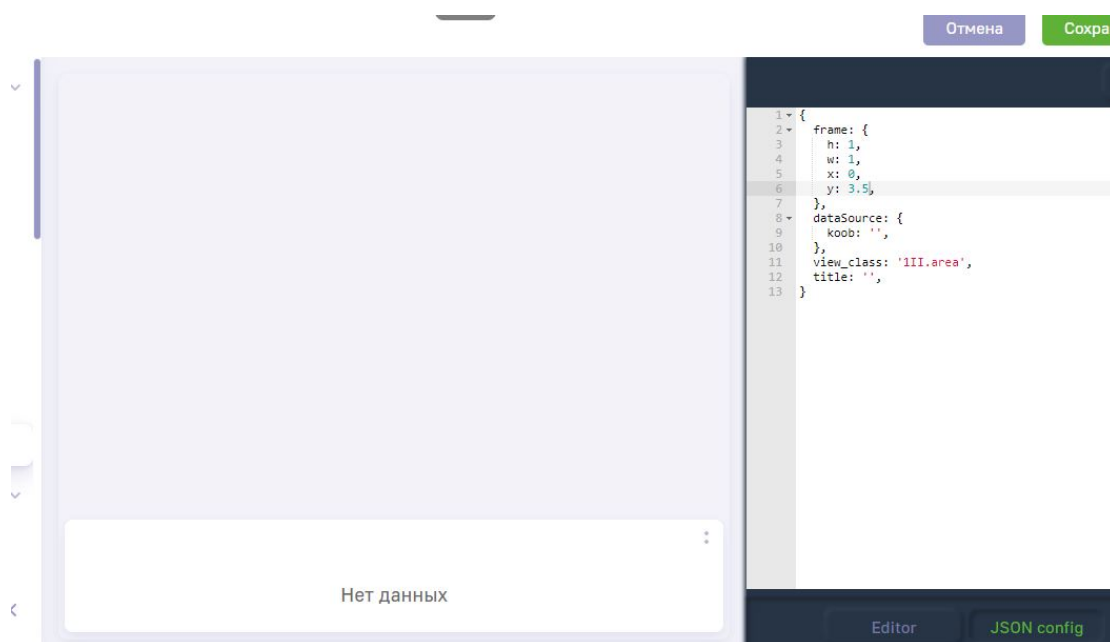 Отмена
Сохра
1 {
2 frame: {
3 h: 1,
4 w: 1,
5 x: 0,
6 y: 3.5,
7 },
8 dataSource: {
9 koob: '',
10 },
11 view_class: '1II.area',
12 title: '',
13 }
Нет данных
Editor
JSON config